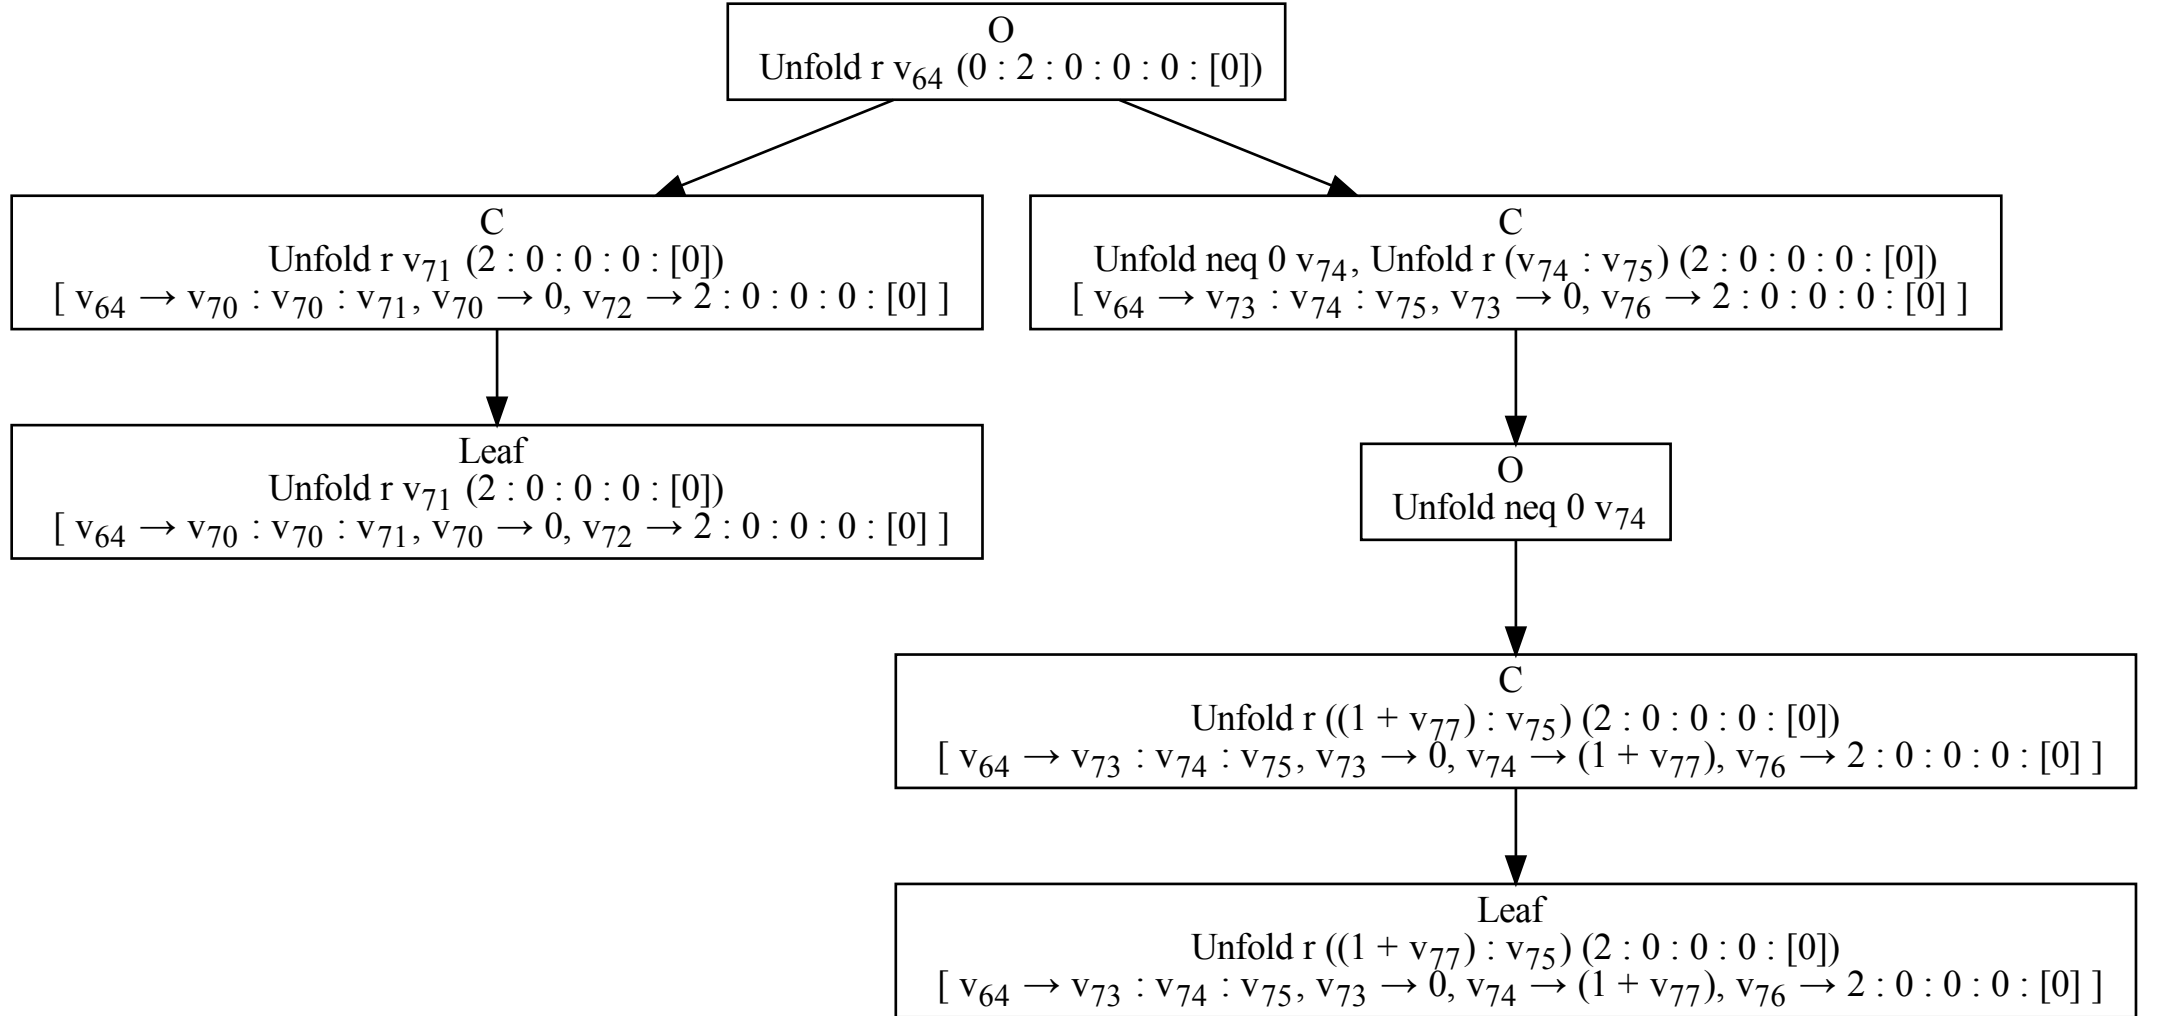 O
Unfold r v₆₄ (0 : 2 : 0 : 0 : 0 : [0])
C
Unfold r v₇₁ (2 : 0 : 0 : 0 : [0])
[ v₆₄ → v₇₀ : v₇₀ : v₇₁, v₇₀ → 0, v₇₂ → 2 : 0 : 0 : 0 : [0] ]
C
Unfold neq 0 v₇₄, Unfold r (v₇₄ : v₇₅) (2 : 0 : 0 : 0 : [0])
[ v₆₄ → v₇₃ : v₇₄ : v₇₅, v₇₃ → 0, v₇₆ → 2 : 0 : 0 : 0 : [0] ]
Leaf
Unfold r v₇₁ (2 : 0 : 0 : 0 : [0])
[ v₆₄ → v₇₀ : v₇₀ : v₇₁, v₇₀ → 0, v₇₂ → 2 : 0 : 0 : 0 : [0] ]
O
Unfold neq 0 v₇₄
C
Unfold r ((1 + v₇₇) : v₇₅) (2 : 0 : 0 : 0 : [0])
[ v₆₄ → v₇₃ : v₇₄ : v₇₅, v₇₃ → 0, v₇₄ → (1 + v₇₇), v₇₆ → 2 : 0 : 0 : 0 : [0] ]
Leaf
Unfold r ((1 + v₇₇) : v₇₅) (2 : 0 : 0 : 0 : [0])
[ v₆₄ → v₇₃ : v₇₄ : v₇₅, v₇₃ → 0, v₇₄ → (1 + v₇₇), v₇₆ → 2 : 0 : 0 : 0 : [0] ]